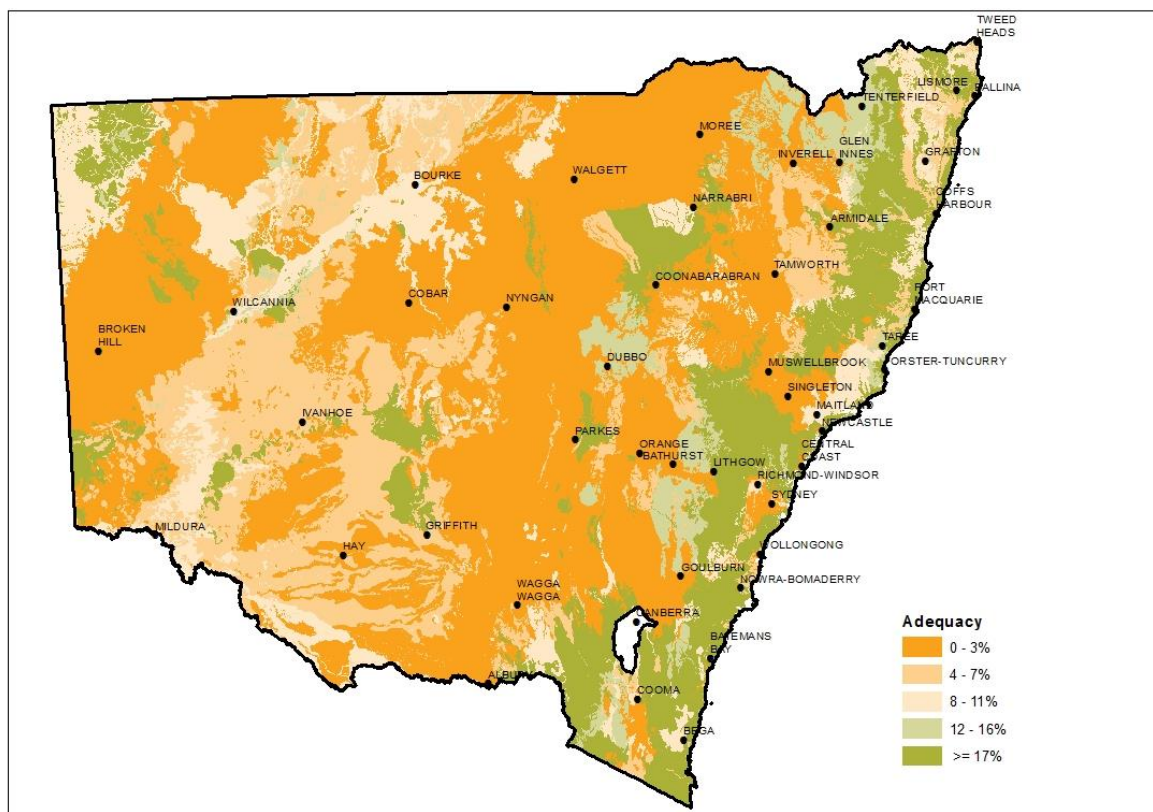 TWEED
HEADS
LISMORE
BALLINA
TENTERFIELD
MOREE
GLEN
INNES
INVERELL
GRAFTON
WALGETT
BOURKE
NARRABRI
COFFS
HARBOUR
ARMIDALE
TAMWORTH
COONABARABRAN
PORT
MACQUARIE
WILCANNIA
COBAR
NYNGAN
BROKEN
HILL
TAREE
DUBBO
MUSWELLBROOK
FORSTER-TUNCURRY
SINGLETON
IVANHOE
MAITLAND
NEWCASTLE
PARKES
ORANGE
BATHURST
CENTRAL
COAST
LITHGOW
RICHMOND-WINDSOR
SYDNEY
MILDURA
GRIFFITH
HAY
WOLLONGONG
GOULBURN
NOWRA-BOMADERRY
WAGGA
WAGGA
CANBERRA
BATEMANS
BAY
ALBURY
COOMA
BEGA
Adequacy
0 - 3%
4 - 7%
8 - 11%
12 - 16%
>= 17%